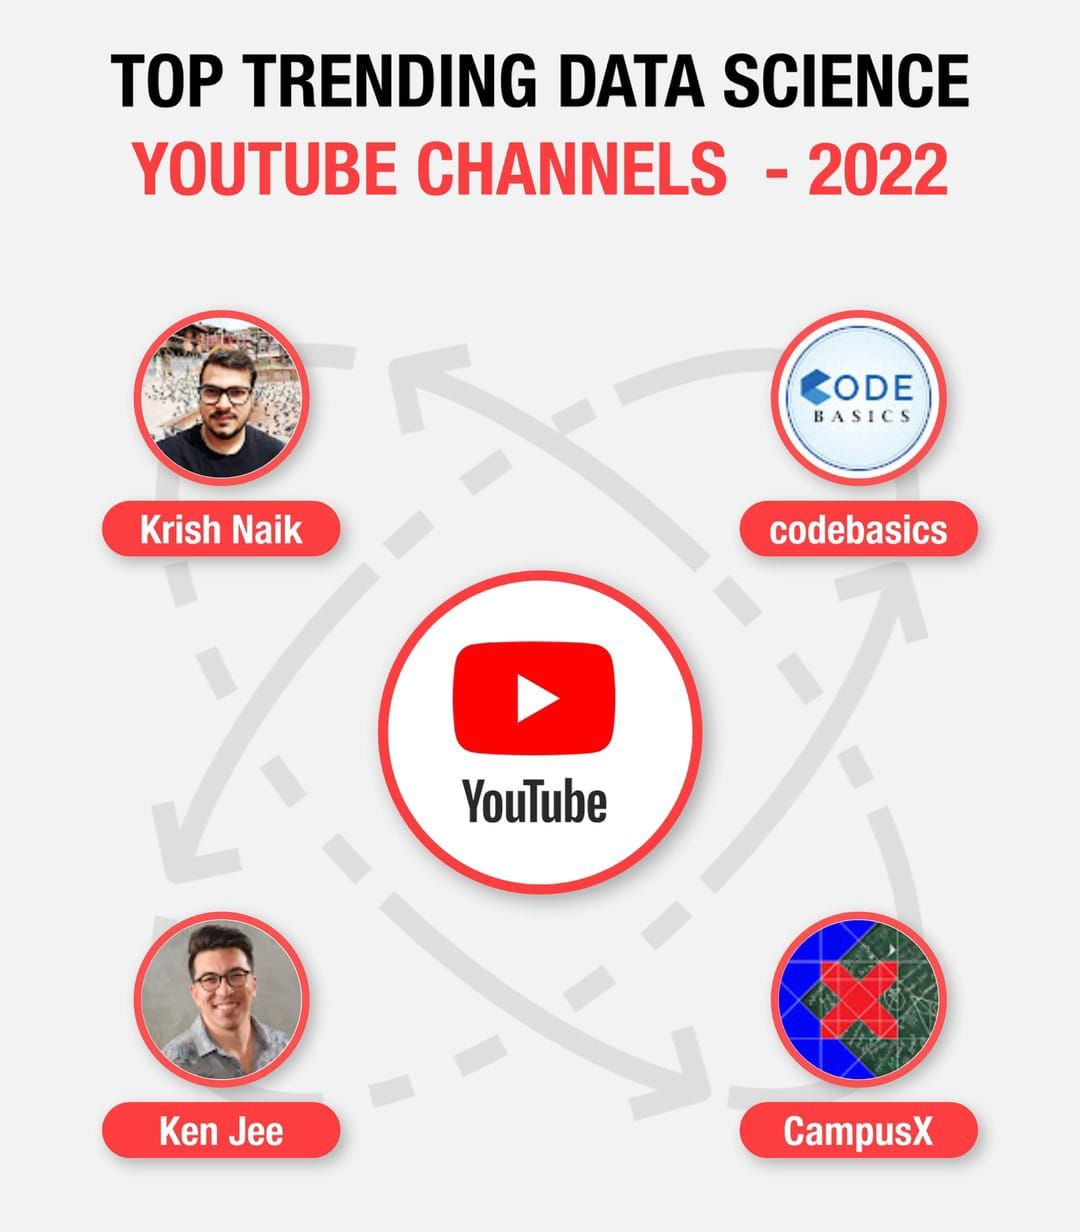 TOP TRENDING DATA SCIENCE
YOUTUBE CHANNELS - 2022
CODE
BASICS
Krish Naik
codebasics
YouTube
Ken Jee
CampusX